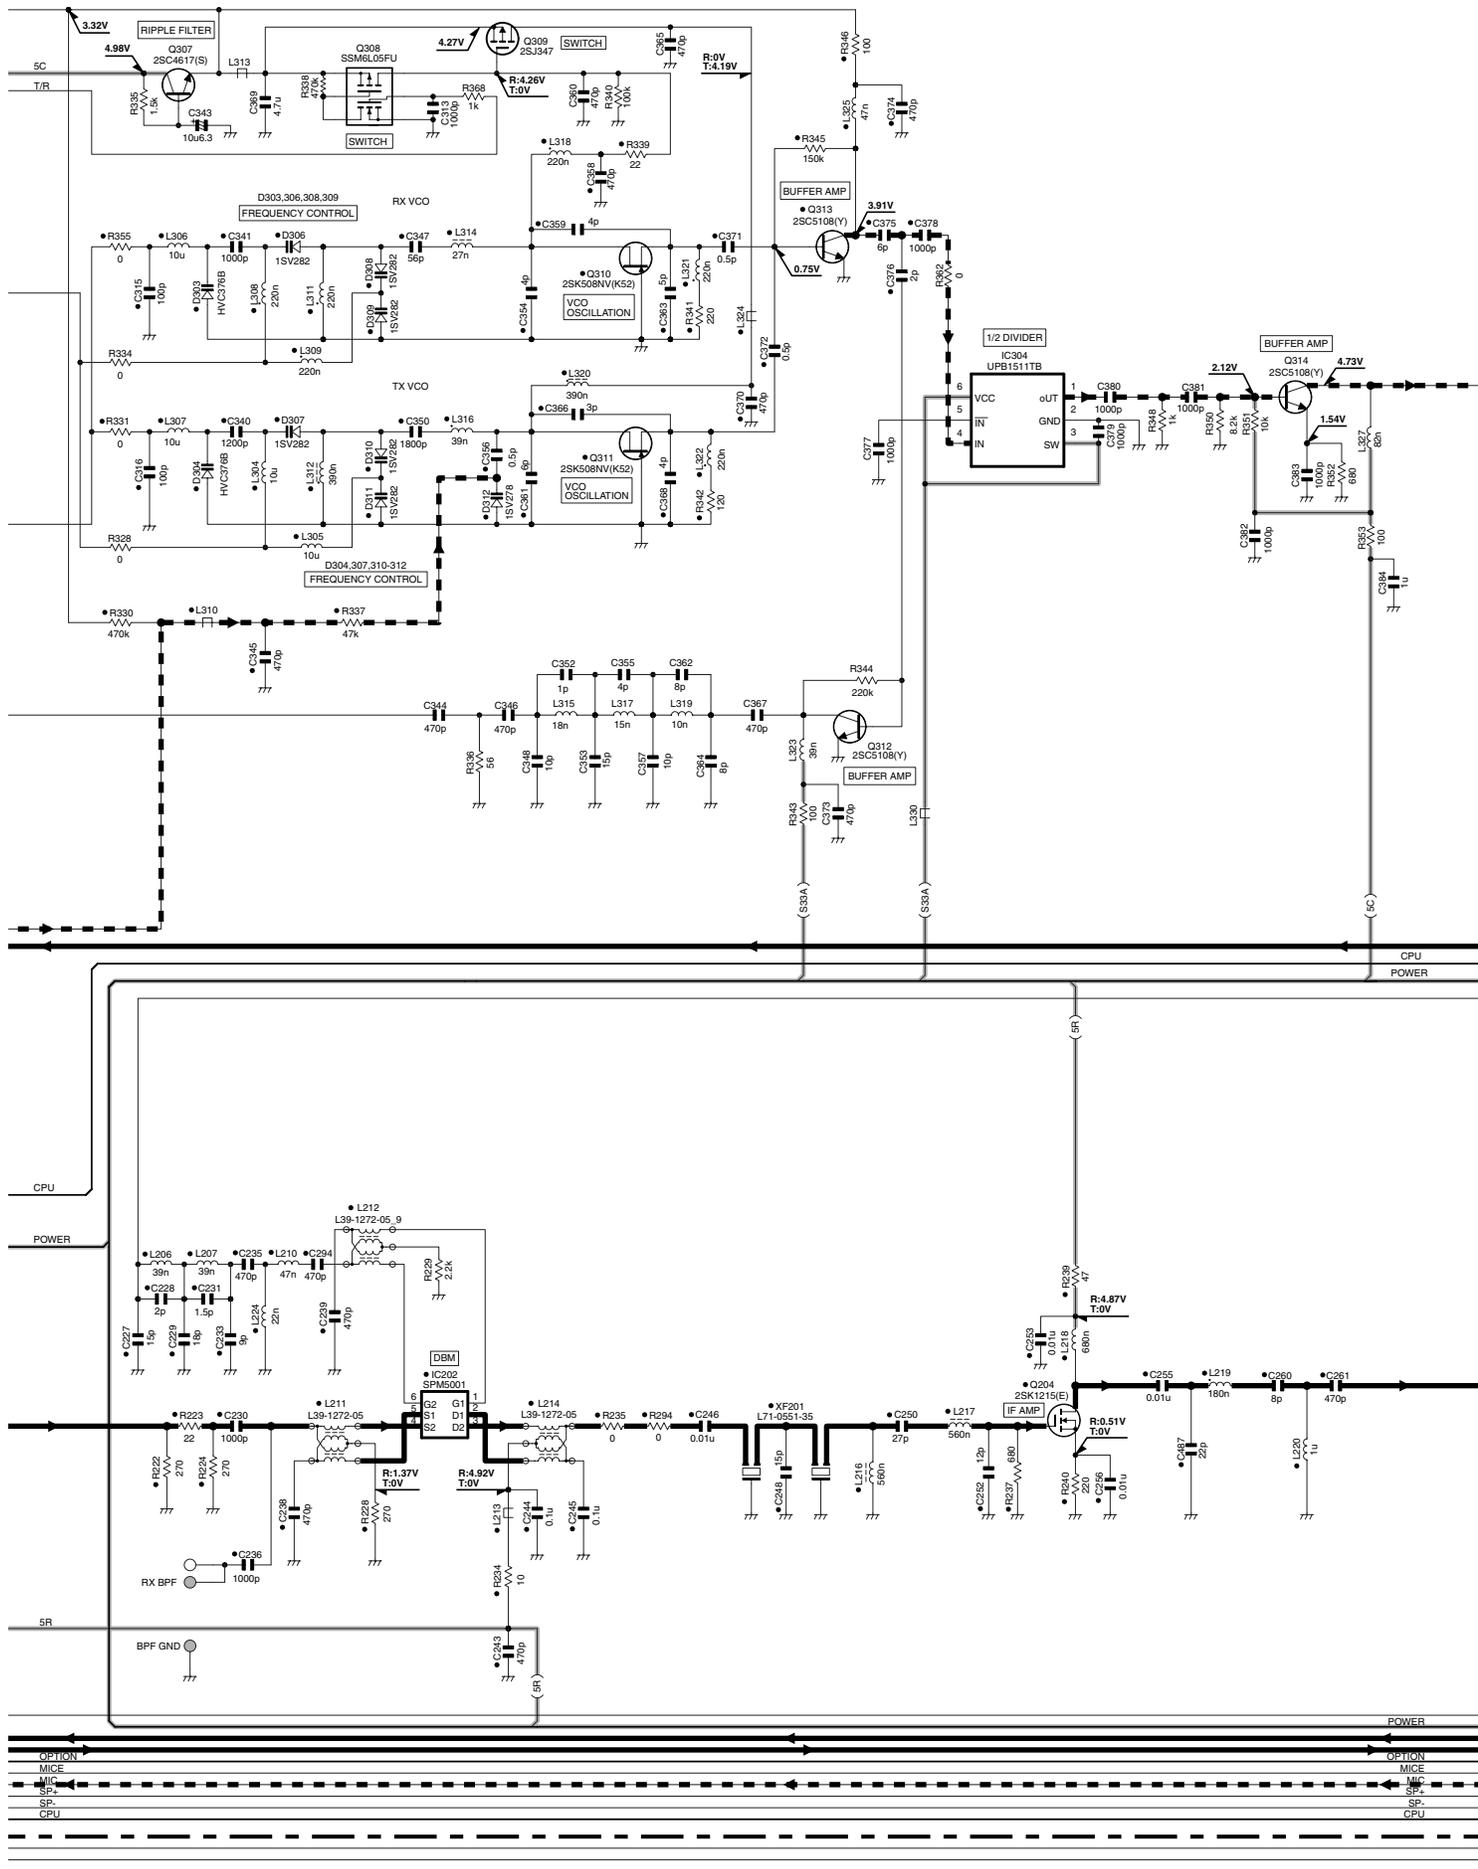 3.32V
RIPPLE FILTER
Q307
2SC4617(S)
4.98V
5C
T/R
R335
1.5k
C343
10u6.3
L313
C369
4.7u
R338
470k
Q308
SSM6L05FU
SWITCH
C313
1000p
R368
1k
4.27V
Q309
2SJ347
SWITCH
R:4.26V
T:0V
C360
470p
R340
100k
C365
470p
R:0V
T:4.19V
R346
100
L325
47n
C374
470p
R345
150k
L318
220n
R339
22
C358
470p
BUFFER AMP
Q313
2SC5108(Y)
3.91V
0.75V
C375
6p
C378
1000p
C376
2p
R362
0
D303,306,308,309
FREQUENCY CONTROL
RX VCO
R355
0
L306
10u
C341
1000p
D306
1SV282
C347
56p
L314
27n
C315
100p
D303
HVC376B
L308
220n
L311
220n
D308
1SV282
D309
1SV282
C359
4p
C354
4p
Q310
2SK508NV(K52)
VCO
OSCILLATION
C363
5p
L321
220n
R341
220
C371
0.5p
L324
C372
0.5p
R334
0
L309
220n
TX VCO
L320
390n
C370
470p
R331
0
L307
10u
C340
1200p
D307
1SV282
C350
1800p
L316
39n
C366
3p
C316
100p
D304
HVC376B
L304
10u
L312
390n
D310
1SV282
D311
1SV282
C356
0.5p
D312
1SV278
C361
6p
Q311
2SK508NV(K52)
VCO
OSCILLATION
C368
4p
L322
220n
R342
120
R328
0
L305
10u
D304,307,310-312
FREQUENCY CONTROL
1/2 DIVIDER
IC304
UPB1511TB
6
VCC
5
IN
4
IN
1
oUT
2
GND
3
SW
C377
1000p
C380
1000p
C379
1000p
R348
1k
C381
1000p
R350
8.2k
R351
10k
2.12V
BUFFER AMP
Q314
2SC5108(Y)
4.73V
1.54V
L327
82n
C383
1000p
R352
680
C382
1000p
R353
100
C384
1u
R330
470k
L310
R337
47k
C345
470p
C344
470p
R336
56
C346
470p
C352
1p
C355
4p
C362
8p
L315
18n
L317
15n
L319
10n
C348
10p
C353
15p
C357
10p
C364
8p
C367
470p
R344
220k
Q312
2SC5108(Y)
BUFFER AMP
L323
39n
R343
100
C373
470p
L330
S33A
S33A
5C
CPU
POWER
5R
CPU
POWER
L206
39n
L207
39n
C235
470p
L210
47n
C294
470p
L212
L39-1272-05_9
R229
2.2k
C228
2p
C231
1.5p
C227
15p
C229
18p
C233
9p
L224
22n
C239
470p
DBM
IC202
SPM5001
6
G2
5
S1
4
S2
G1
1
D1
2
D2
3
R223
22
C230
1000p
R222
270
R224
270
L211
L39-1272-05
L214
L39-1272-05
R:1.37V
T:0V
R:4.92V
T:0V
C238
470p
R228
270
L213
C244
0.1u
C245
0.1u
R235
0
R294
0
C246
0.01u
XF201
L71-0551-35
C248
15p
L216
560n
C250
27p
L217
560n
C252
12p
R237
680
Q204
2SK1215(E)
IF AMP
C253
0.01u
L218
680n
R239
47
R:4.87V
T:0V
R:0.51V
T:0V
R240
220
C256
0.01u
C255
0.01u
L219
180n
C260
8p
C261
470p
C487
22p
L220
1u
C236
1000p
RX BPF
R234
10
5R
BPF GND
C243
470p
5R
POWER
OPTION
OPTION
MICE
MICE
MIC
MIC
SP+
SP+
SP-
SP-
CPU
CPU